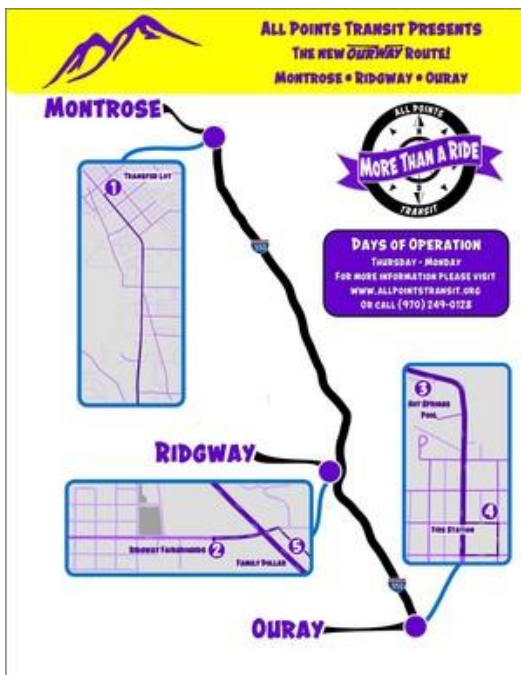 ALL POINTS TRANSIT PRESENTS
THE NEW OURWAY ROUTE!
MONTROSE • RIDGWAY • OURAY
MONTROSE
ALL POINTS
N
MORE THAN A RIDE
S
TRANSIT
TRANSFER LOT
1
550
DAYS OF OPERATION
THURSDAY - MONDAY
FOR MORE INFORMATION PLEASE VISIT
WWW.ALLPOINTSTRANSIT.ORG
OR CALL (970) 249-0128
3
HOT SPRINGS
POOL
RIDGWAY
4
FIRE STATION
RIDGWAY FAIRGROUNDS 2
5
FAMILY DOLLAR
550
OURAY